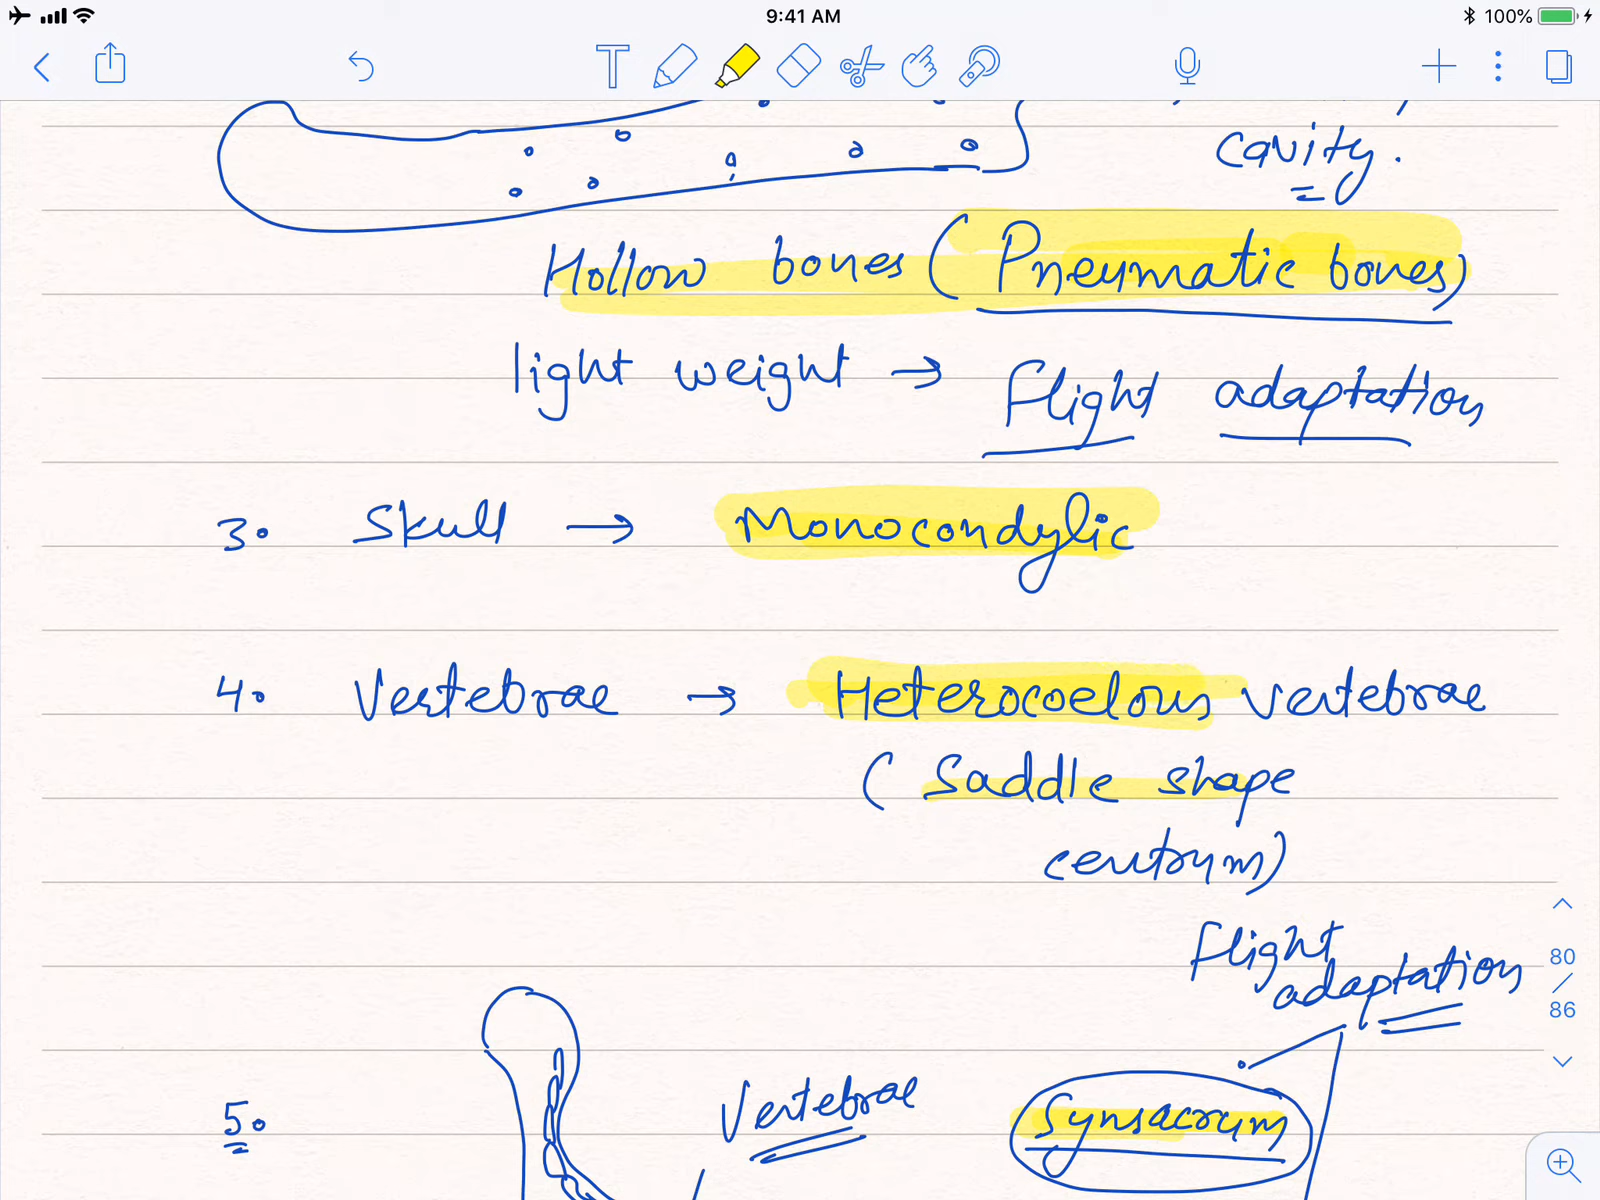 9:41 AM
100%
cavity.
Hollow bones (Pneumatic bones)
light weight → flight adaptation
3. Skull → Monocondylic
4. Vertebrae → Heterocoelous vertebrae
(Saddle shape
centrum)
flight
adaptation
80
/
86
5.
Vertebrae
Synsacrum